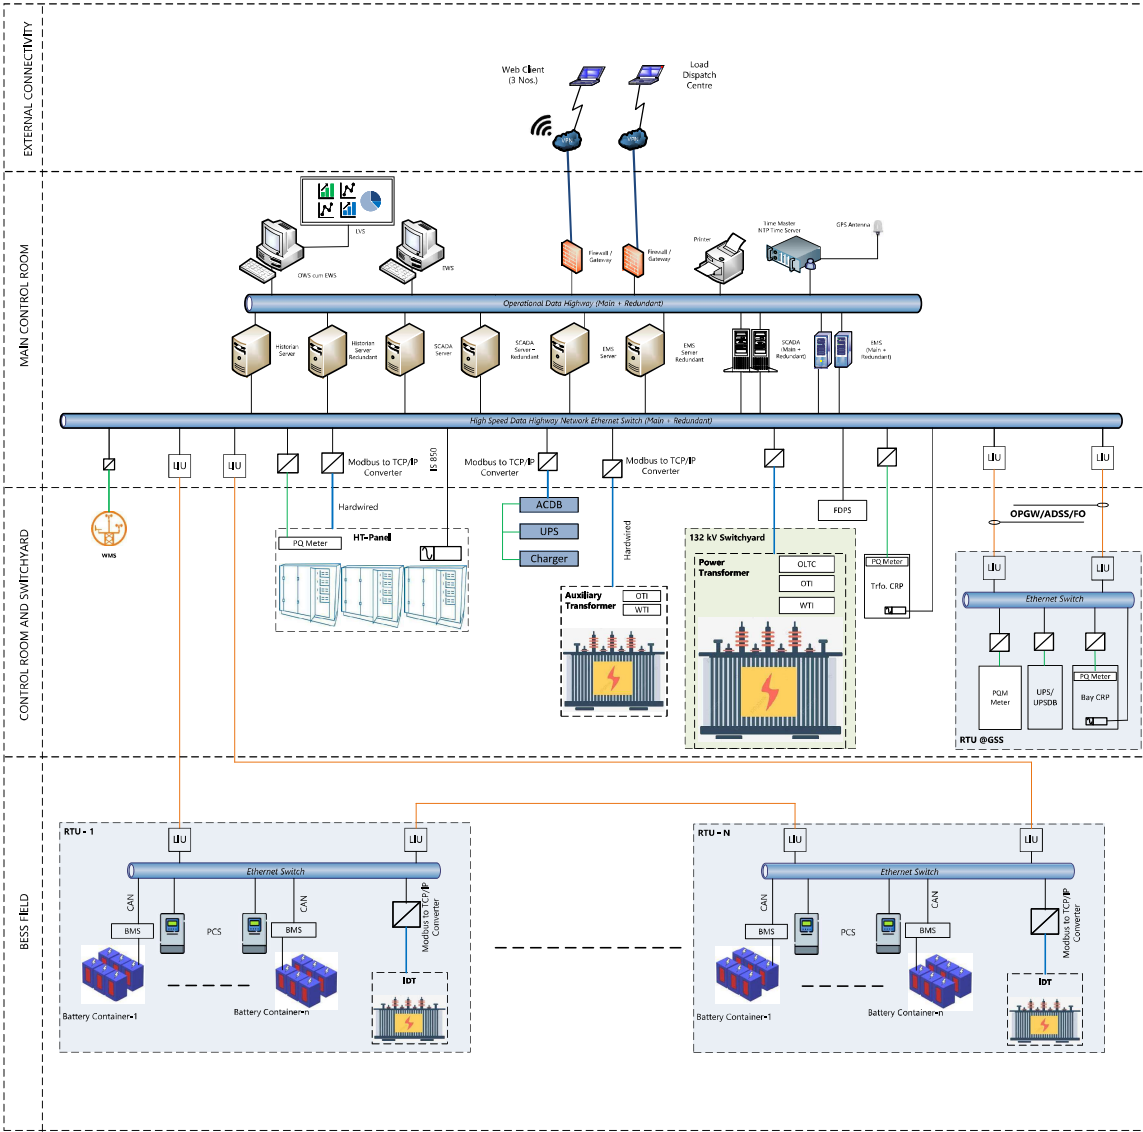 EXTERNAL CONNECTIVITY
Web Client
(3 Nos.)
Load
Dispatch
Centre
VPN
VPN
MAIN CONTROL ROOM
LVS
OWS cum EWS
EWS
Firewall /
Gateway
Firewall /
Gateway
Printer
Time Master
NTP Time Server
GPS Antenna
Operational Data Highway (Main + Redundant)
Historian
Server
Historian
Server
Redundant
SCADA
Server
SCADA
Server-
Redundant
EMS
Server
EMS
Server
Redundant
SCADA
(Main +
Redundant)
EMS
(Main +
Redundant)
High Speed Data Highway Network Ethernet Switch (Main + Redundant)
LIU
LIU
Modbus to TCP/IP
Converter
IS 850
Modbus to TCP/IP
Converter
Modbus to TCP/IP
Converter
LIU
LIU
CONTROL ROOM AND SWITCHYARD
WMS
Hardwired
PQ Meter
HT-Panel
ACDB
UPS
Charger
Hardwired
Auxiliary
Transformer
OTI
WTI
132 kV Switchyard
Power
Transformer
OLTC
OTI
WTI
FDPS
PQ Meter
Trfo. CRP
OPGW/ADSS/FO
LIU
LIU
Ethernet Switch
PQM
Meter
UPS/
UPSDB
PQ Meter
Bay CRP
RTU @GSS
BESS FIELD
RTU - 1
LIU
LIU
Ethernet Switch
CAN
BMS
PCS
CAN
BMS
Modbus to TCP/IP
Converter
Battery Container-1
Battery Container-n
IDT
RTU - N
LIU
LIU
Ethernet Switch
CAN
BMS
PCS
CAN
BMS
Modbus to TCP/IP
Converter
Battery Container-1
Battery Container-n
IDT